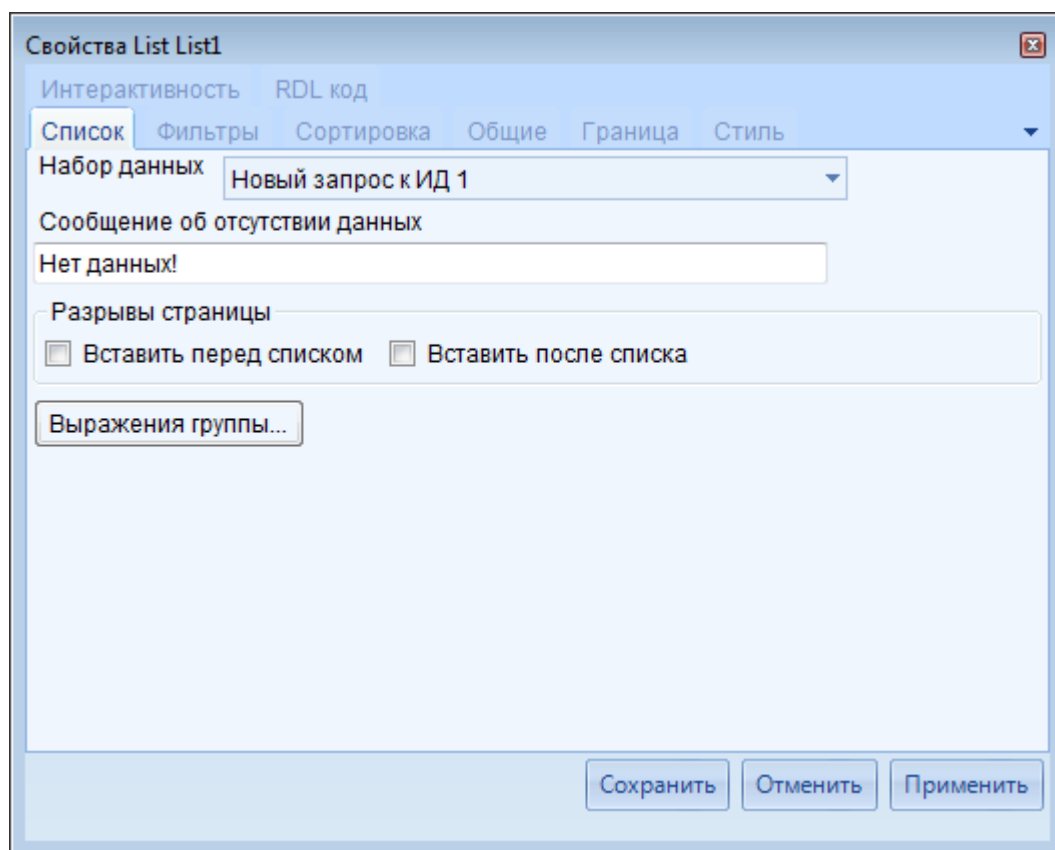 Свойства List List1
Интерактивность RDL код
Список Фильтры Сортировка Общие Граница Стиль
Набор данных Новый запрос к ИД 1
Сообщение об отсутствии данных
Нет данных!
Разрывы страницы
Вставить перед списком Вставить после списка
Выражения группы...
Сохранить Отменить Применить